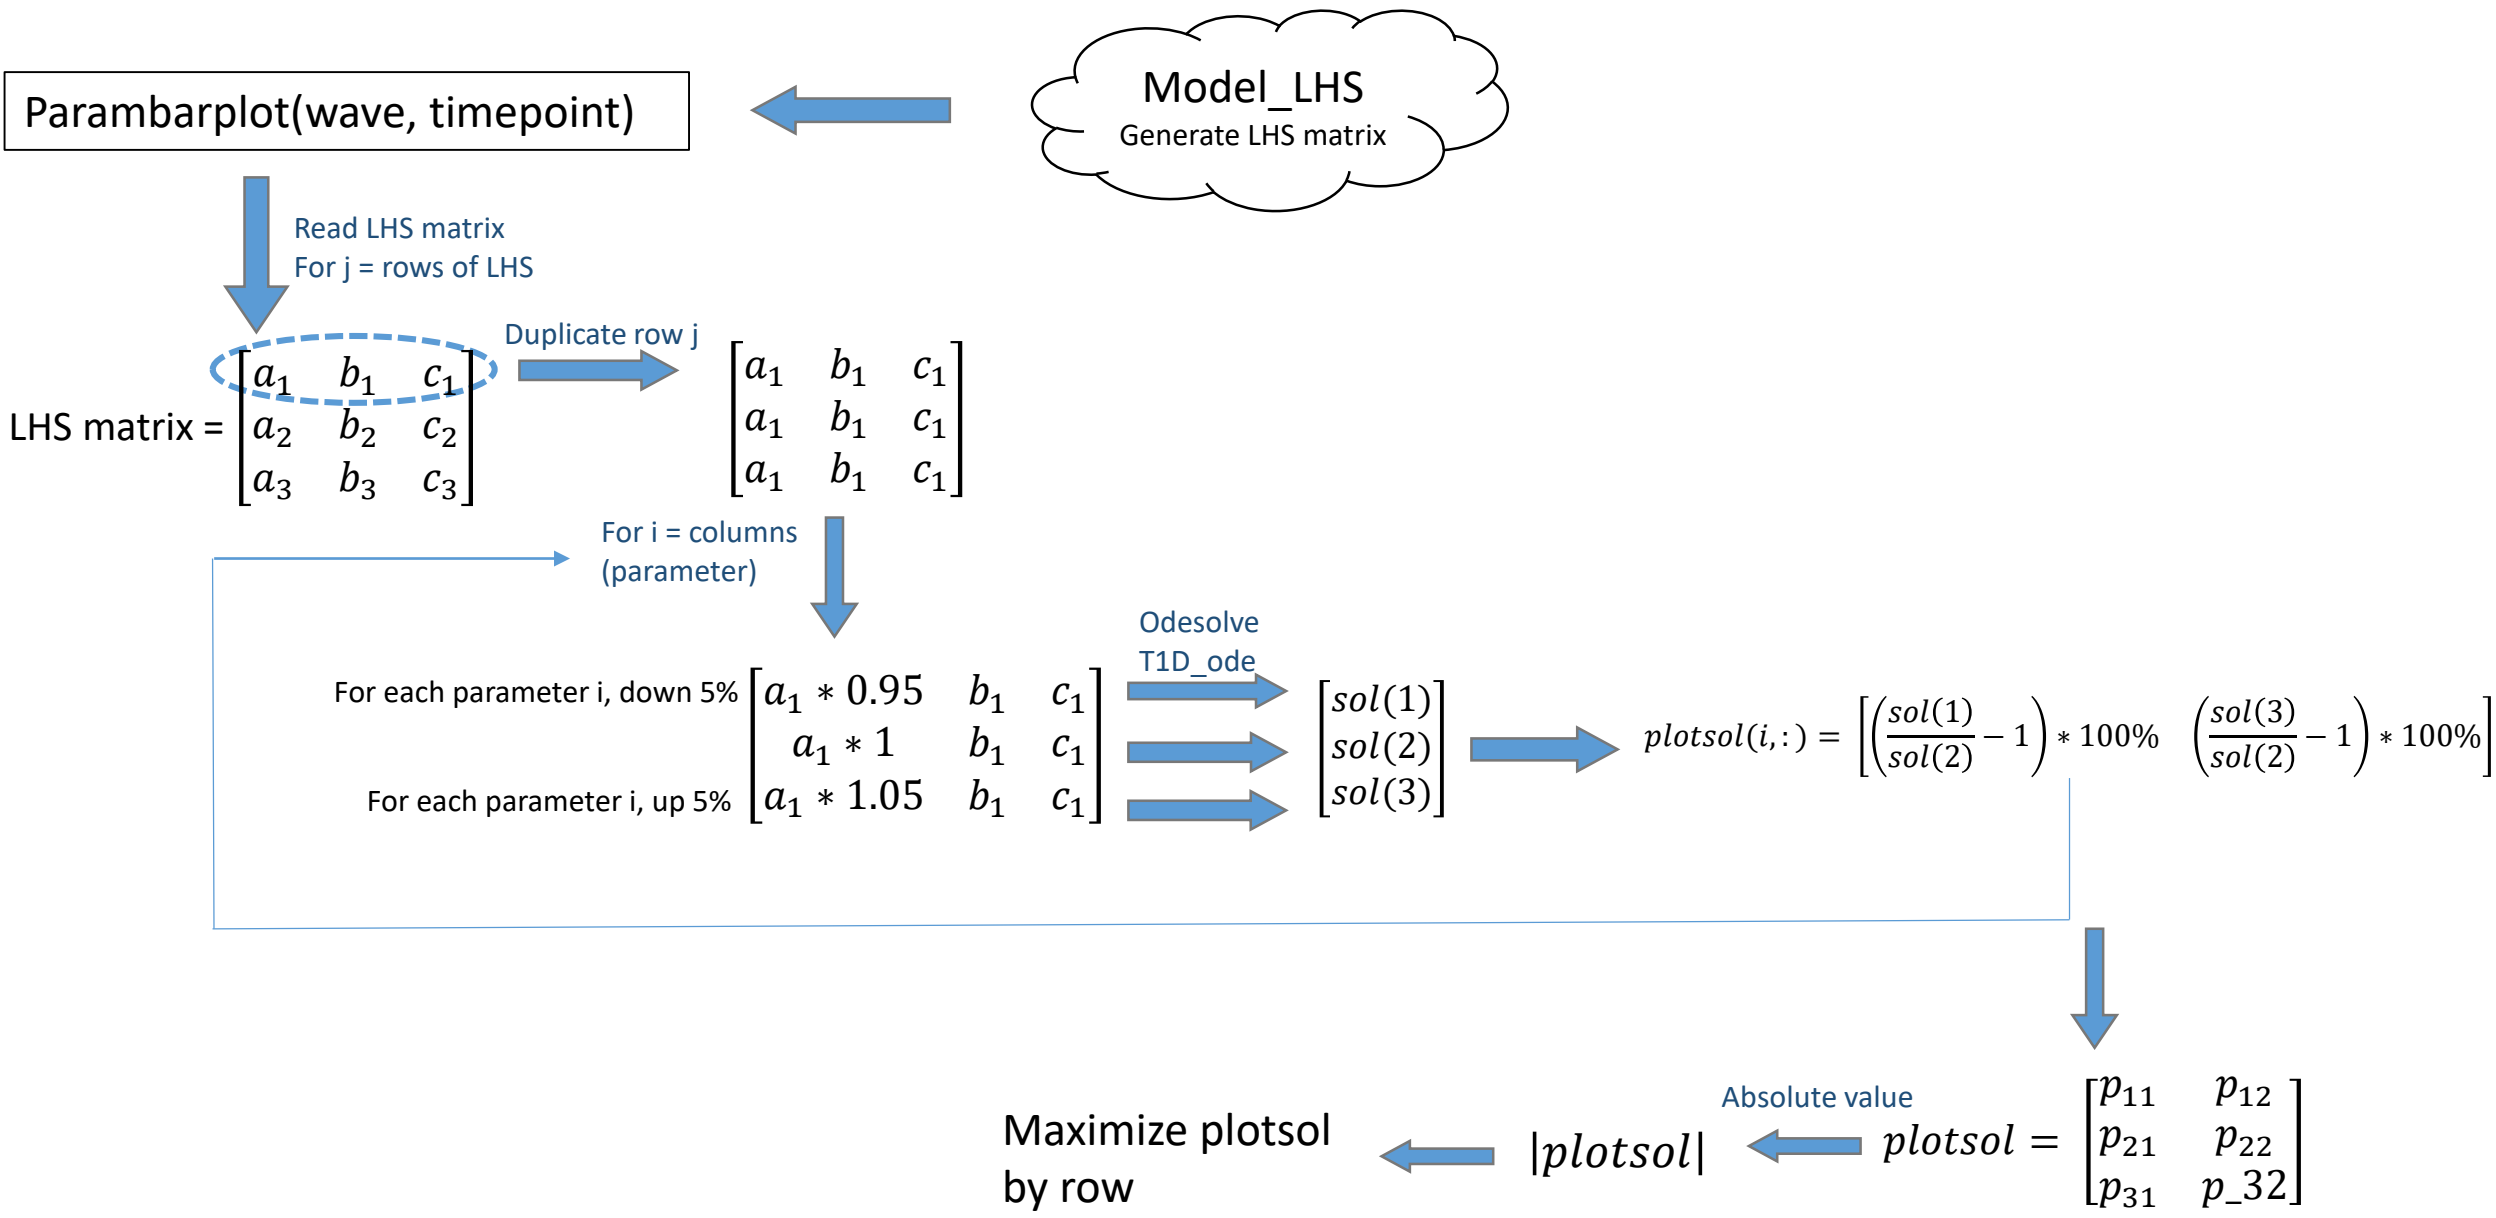 Model_LHS
Generate LHS matrix
Parambarplot(wave, timepoint)
Read LHS matrix
For j = rows of LHS
Duplicate row j
LHS matrix = [a₁ b₁ c₁
a₂ b₂ c₂
a₃ b₃ c₃]
[a₁ b₁ c₁
a₁ b₁ c₁
a₁ b₁ c₁]
For i = columns
(parameter)
Odesolve
T1D_ode
For each parameter i, down 5% [a₁ * 0.95 b₁ c₁
a₁ * 1 b₁ c₁
For each parameter i, up 5% a₁ * 1.05 b₁ c₁]
[sol(1)
sol(2)
sol(3)]
plotsol(i,:) = [(sol(1)/sol(2) − 1) * 100% (sol(3)/sol(2) − 1) * 100%]
plotsol = [p₁₁ p₁₂
p₂₁ p₂₂
p₃₁ p_32]
Absolute value
|plotsol|
Maximize plotsol
by row